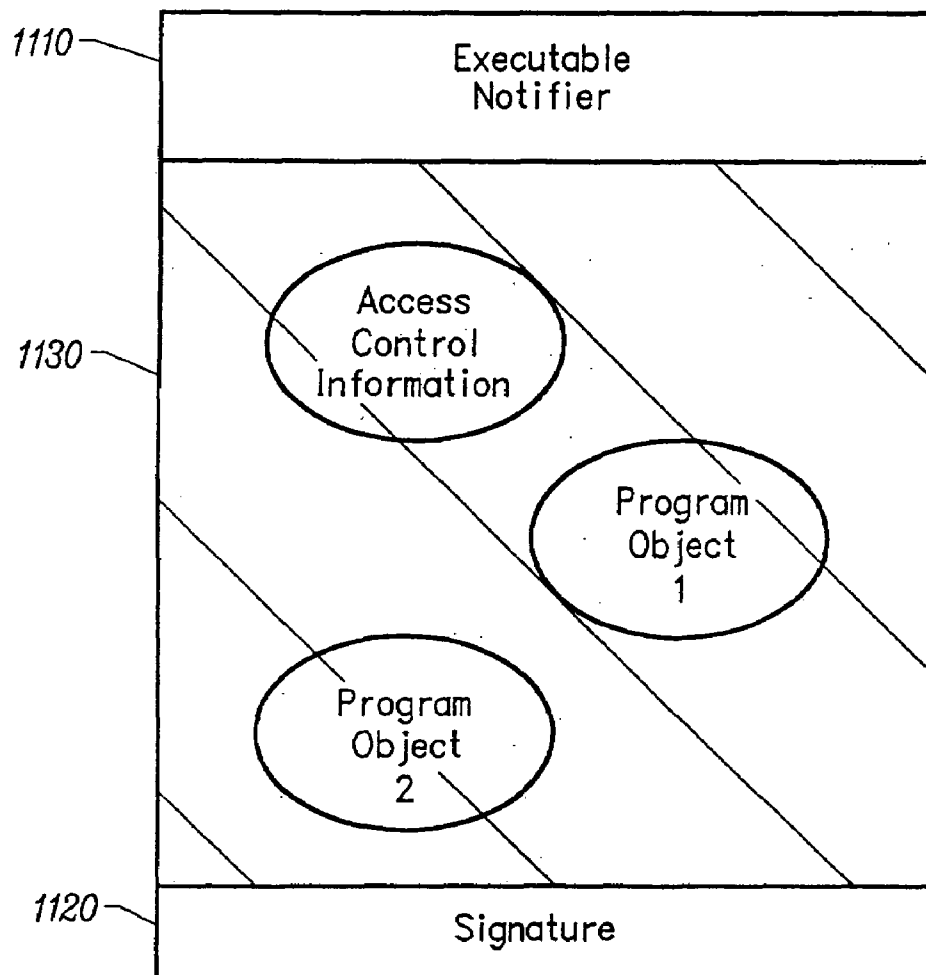 1110
Executable
Notifier
Access
Control
Information
1130
Program
Object
1
Program
Object
2
1120
Signature